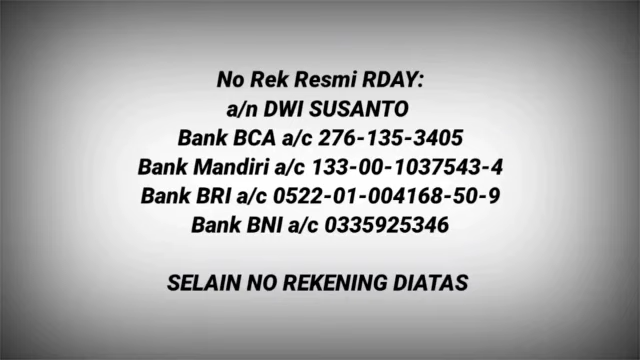 No Rek Resmi RDAY:
a/n DWI SUSANTO
Bank BCA a/c 276-135-3405
Bank Mandiri a/c 133-00-1037543-4
Bank BRI a/c 0522-01-004168-50-9
Bank BNI a/c 0335925346
SELAIN NO REKENING DIATAS